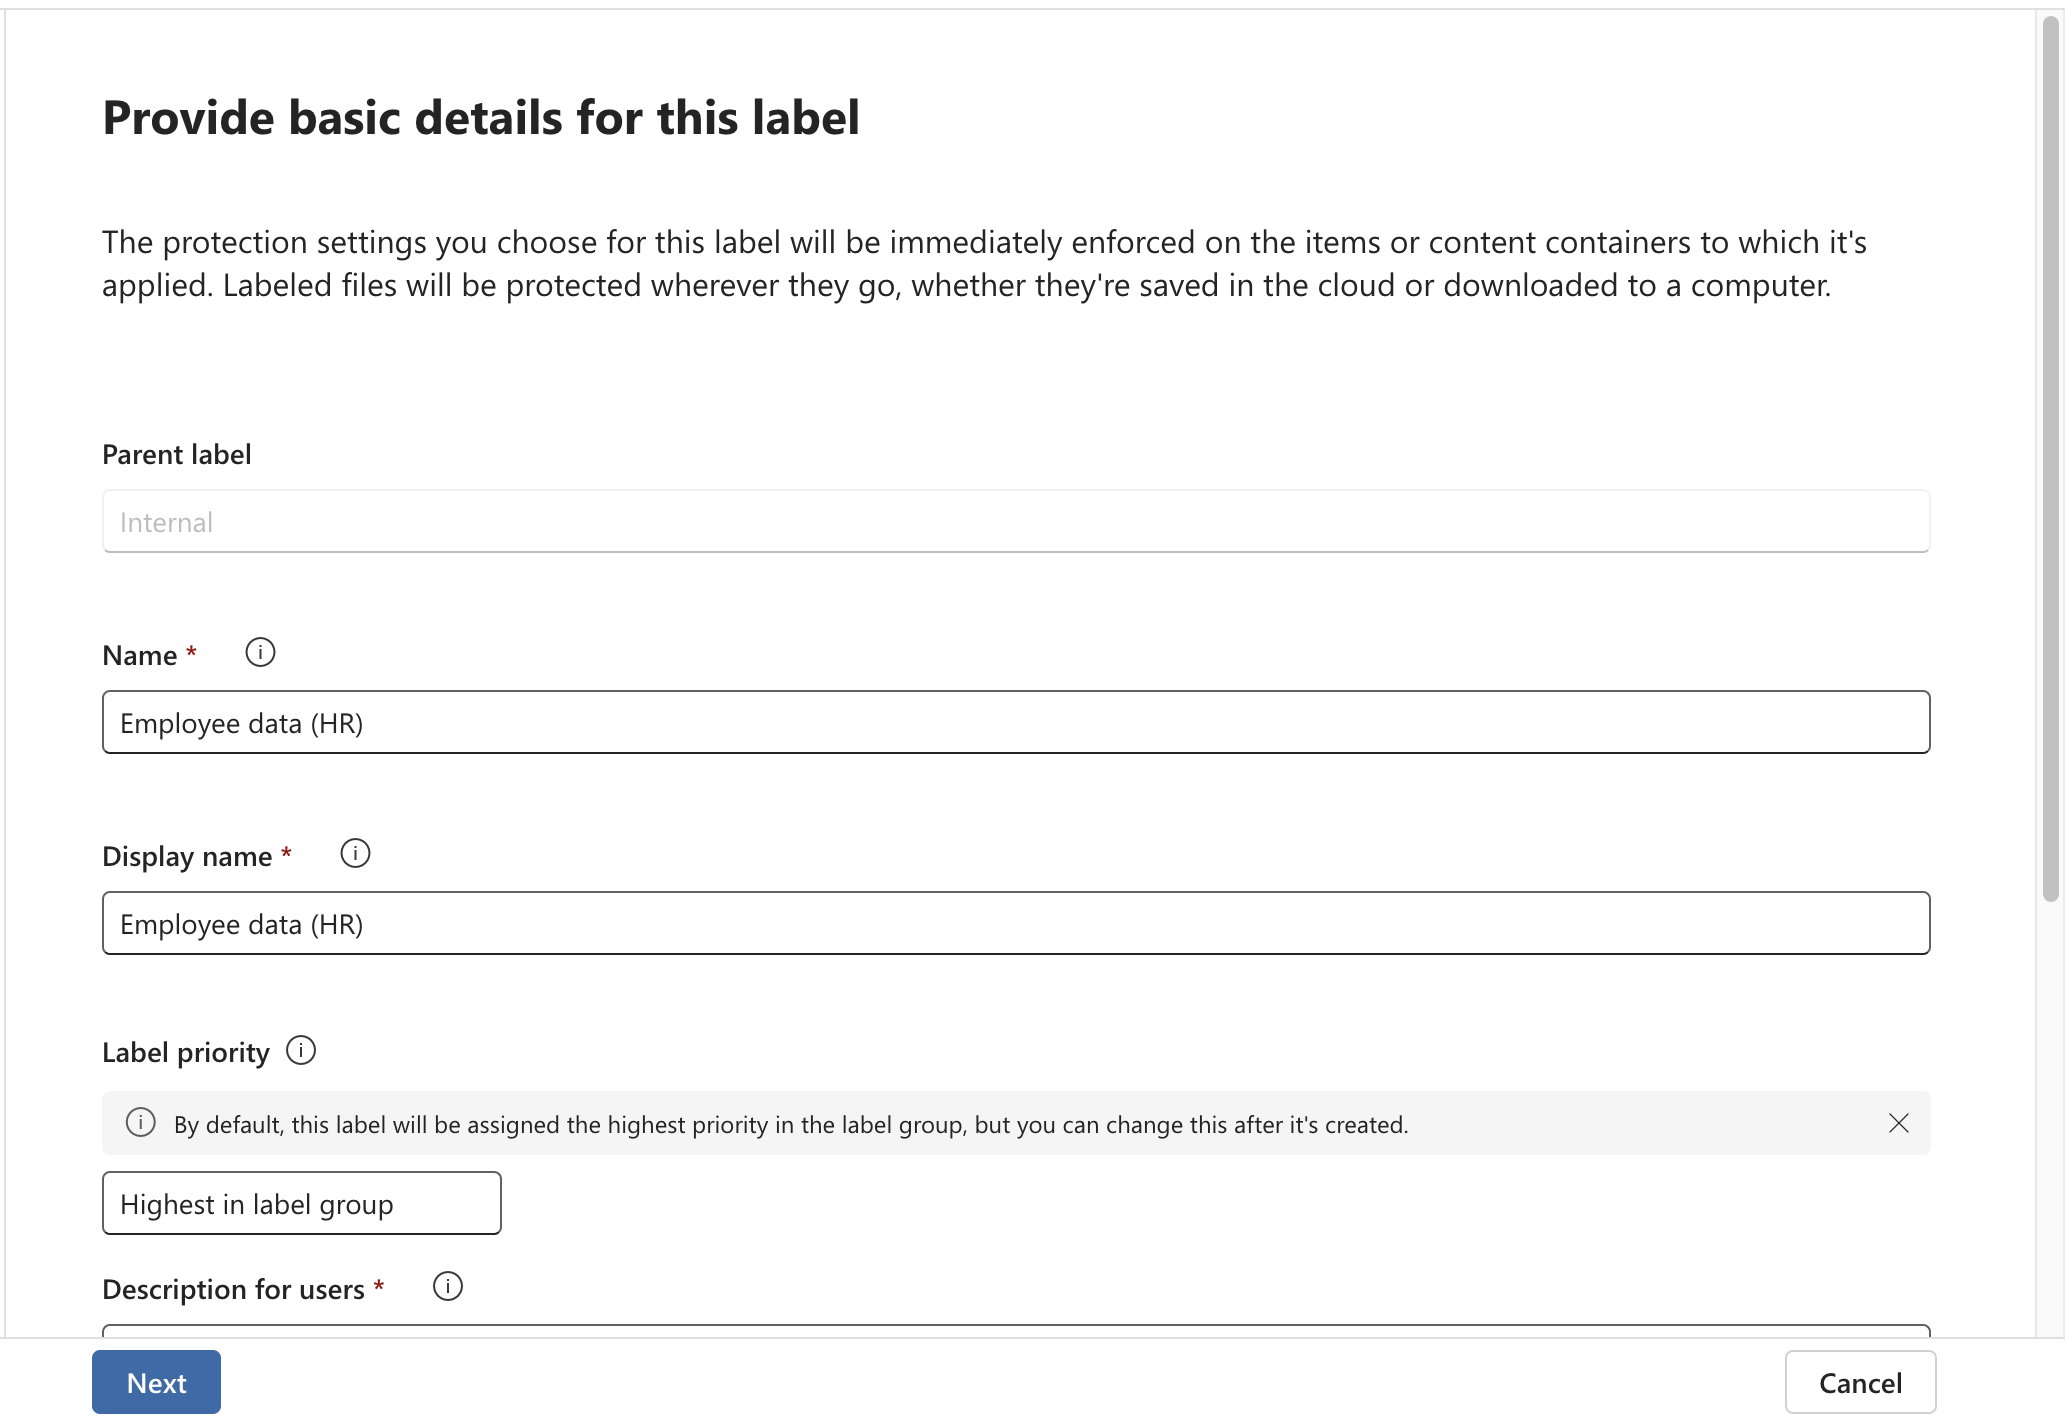 Provide basic details for this label
The protection settings you choose for this label will be immediately enforced on the items or content containers to which it's
applied. Labeled files will be protected wherever they go, whether they're saved in the cloud or downloaded to a computer.
Parent label
Internal
Name *
Employee data (HR)
Display name *
Employee data (HR)
Label priority
By default, this label will be assigned the highest priority in the label group, but you can change this after it's created.
Highest in label group
Description for users *
Next
Cancel